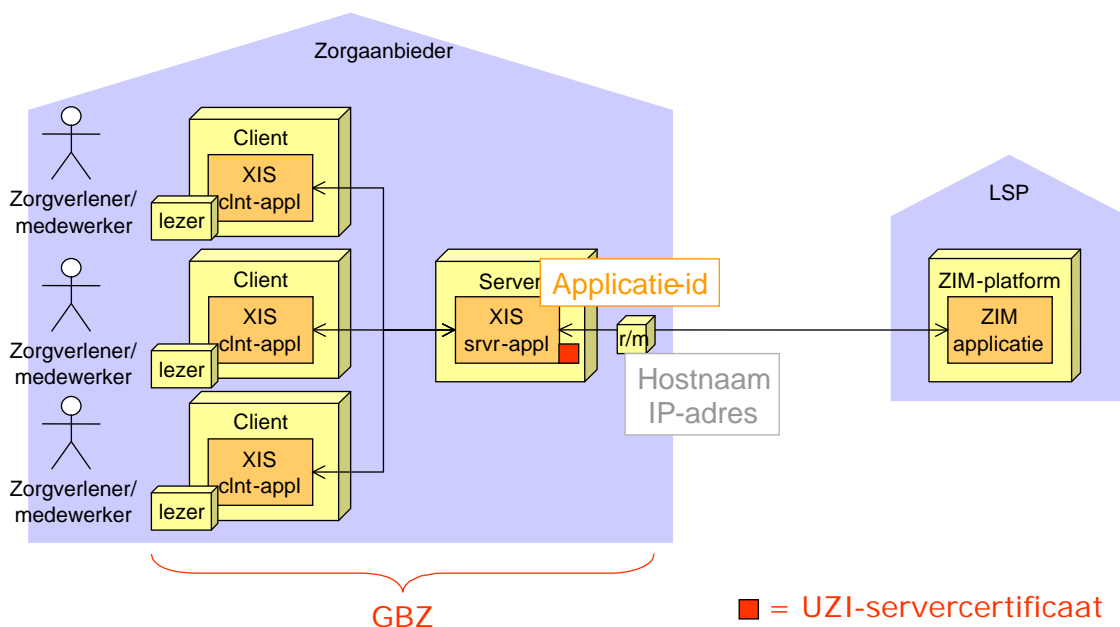 Zorgaanbieder
Zorgverlener/
medewerker
Client
XIS
clnt-appl
lezer
Zorgverlener/
medewerker
Client
XIS
clnt-appl
lezer
Zorgverlener/
medewerker
Client
XIS
clnt-appl
lezer
Server
Applicatie-id
XIS
srvr-appl
r/m
Hostnaam
IP-adres
LSP
ZIM-platform
ZIM
applicatie
GBZ
= UZI-servercertificaat